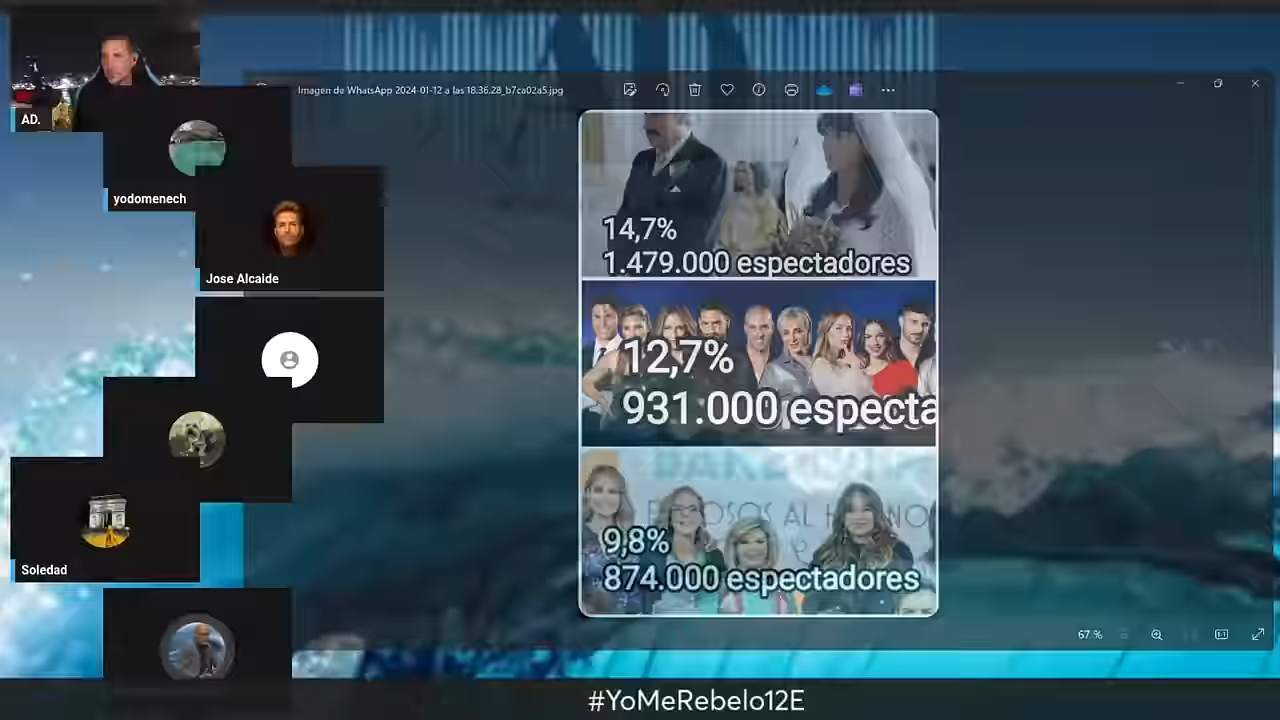 Imagen de WhatsApp 2024-01-12 a las 18.36.28_b7ca02a5.jpg
AD.
yodomenech
Jose Alcaide
Soledad
14,7%
1.479.000 espectadores
12,7%
931.000 especta
9,8%
874.000 espectadores
67 %
#YoMeRebelo12E